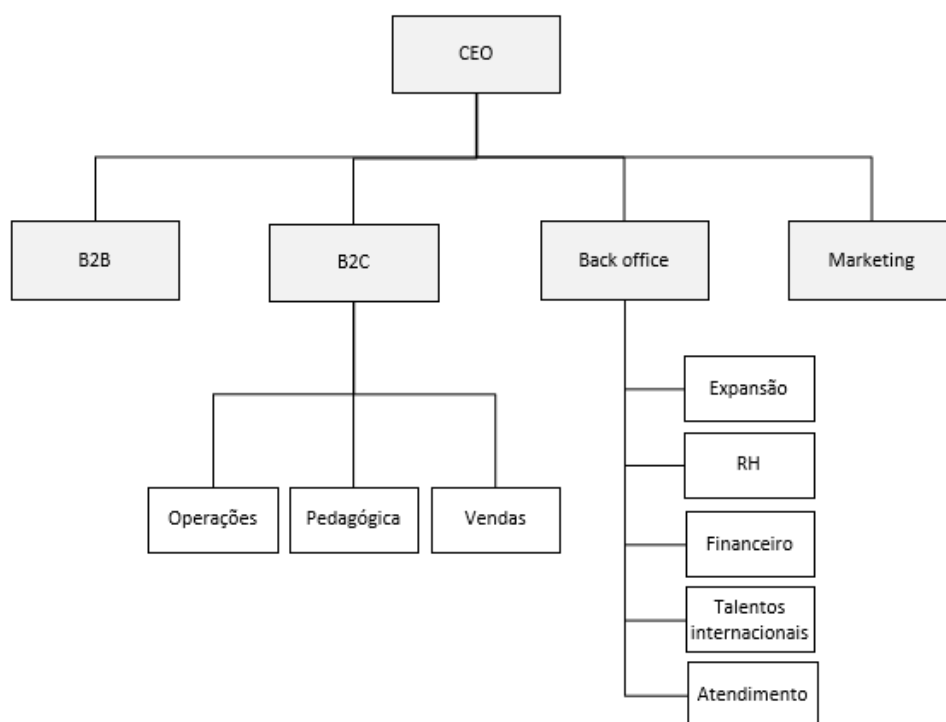 CEO
B2B
B2C
Back office
Marketing
Expansão
RH
Operações
Pedagógica
Vendas
Financeiro
Talentos
internacionais
Atendimento